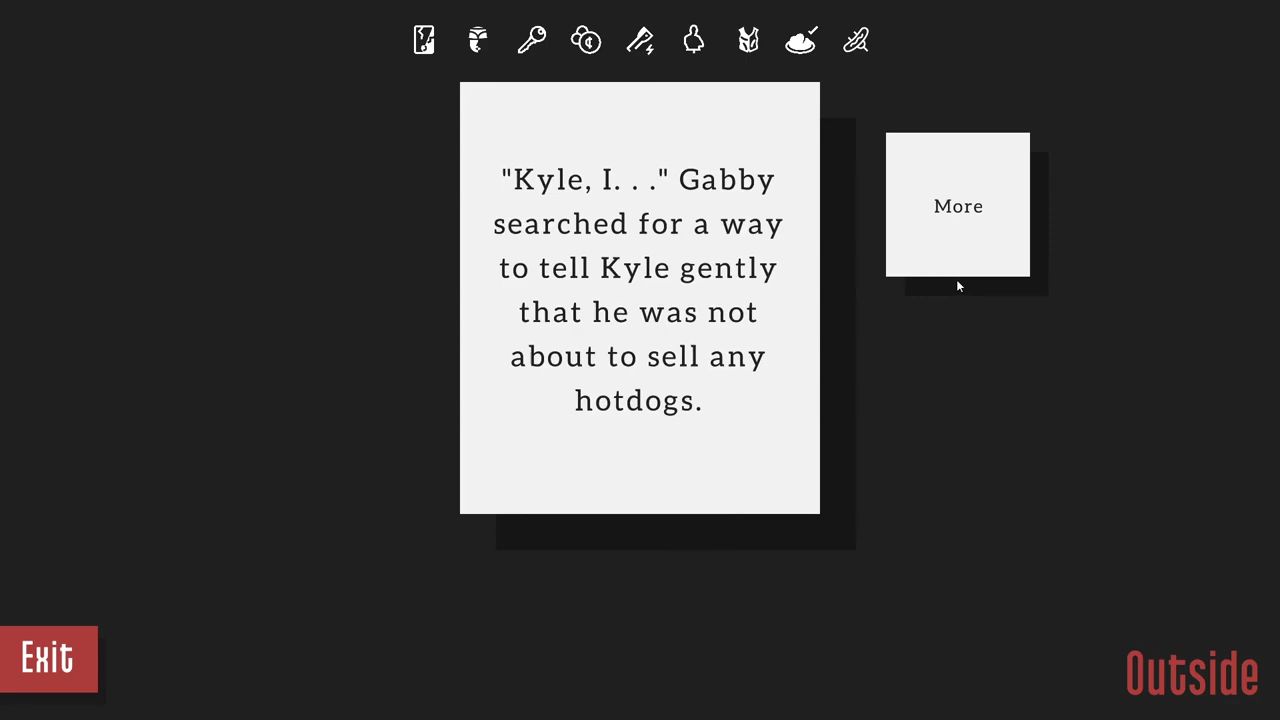 "Kyle, I. . ." Gabby
searched for a way
to tell Kyle gently
that he was not
about to sell any
hotdogs.
More
Exit
Outside